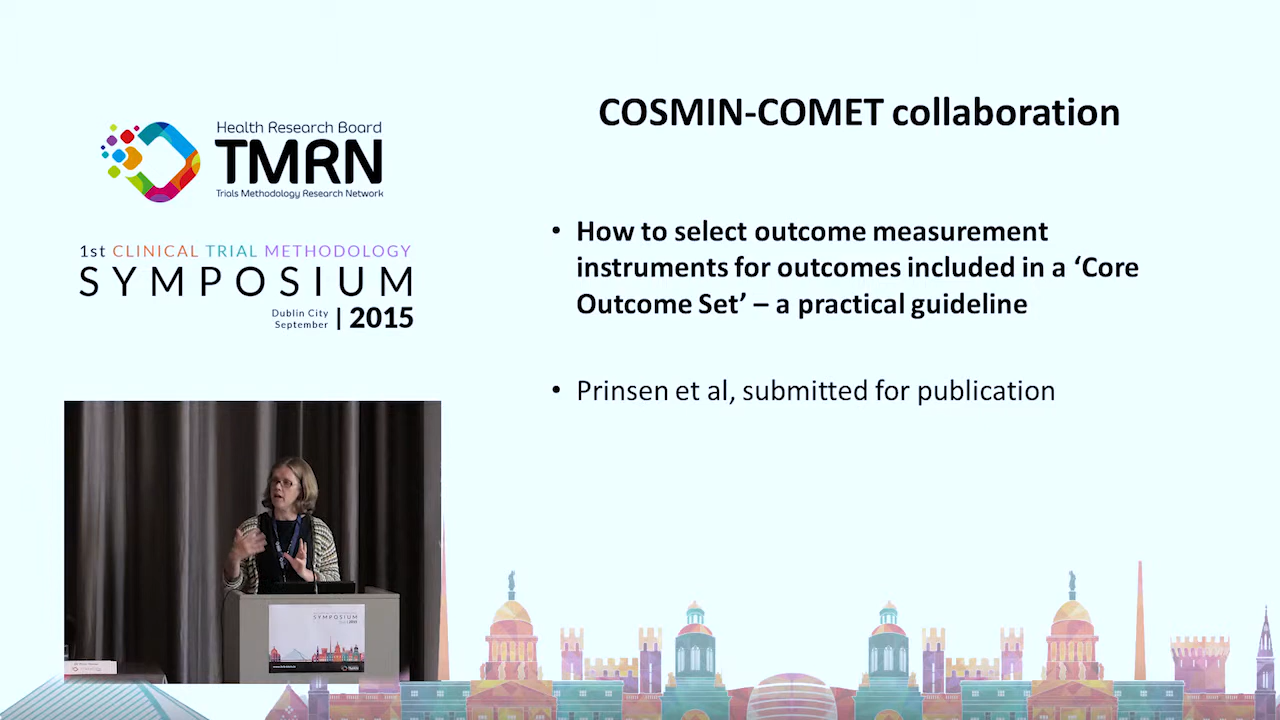 Health Research Board
TMRN
Trials Methodology Research Network
1st CLINICAL TRIAL METHODOLOGY
SYMPOSIUM
Dublin City
September | 2015
COSMIN-COMET collaboration
• How to select outcome measurement
instruments for outcomes included in a ‘Core
Outcome Set’ – a practical guideline
• Prinsen et al, submitted for publication
SYMPOSIUM